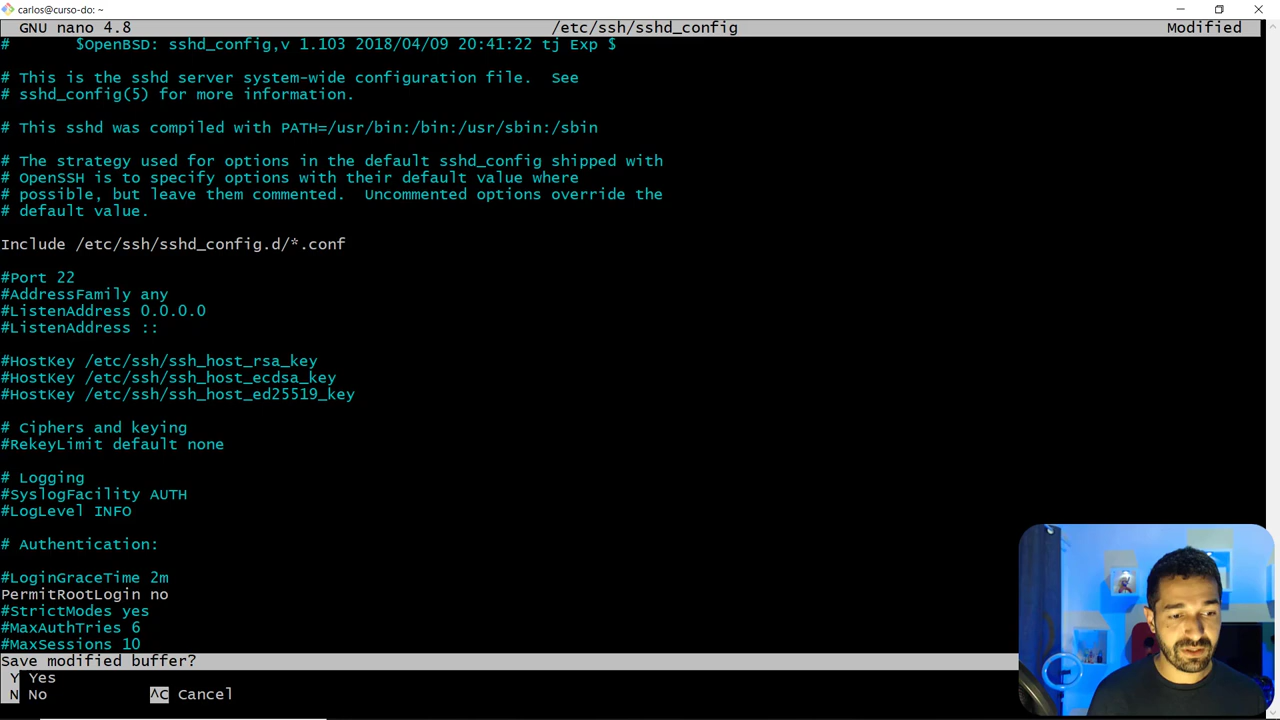 carlos@curso-do: ~
GNU nano 4.8 /etc/ssh/sshd_config Modified
# $OpenBSD: sshd_config,v 1.103 2018/04/09 20:41:22 tj Exp $
# This is the sshd server system-wide configuration file. See
# sshd_config(5) for more information.
# This sshd was compiled with PATH=/usr/bin:/bin:/usr/sbin:/sbin
# The strategy used for options in the default sshd_config shipped with
# OpenSSH is to specify options with their default value where
# possible, but leave them commented. Uncommented options override the
# default value.
Include /etc/ssh/sshd_config.d/*.conf
#Port 22
#AddressFamily any
#ListenAddress 0.0.0.0
#ListenAddress ::
#HostKey /etc/ssh/ssh_host_rsa_key
#HostKey /etc/ssh/ssh_host_ecdsa_key
#HostKey /etc/ssh/ssh_host_ed25519_key
# Ciphers and keying
#RekeyLimit default none
# Logging
#SyslogFacility AUTH
#LogLevel INFO
# Authentication:
#LoginGraceTime 2m
PermitRootLogin no
#StrictModes yes
#MaxAuthTries 6
#MaxSessions 10
Save modified buffer?
Y Yes
N No ^C Cancel